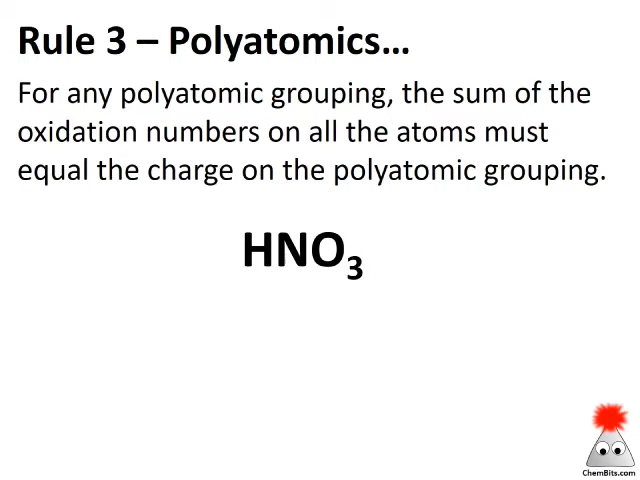 Rule 3 – Polyatomics…
For any polyatomic grouping, the sum of the
oxidation numbers on all the atoms must
equal the charge on the polyatomic grouping.
HNO₃
ChemBits.com